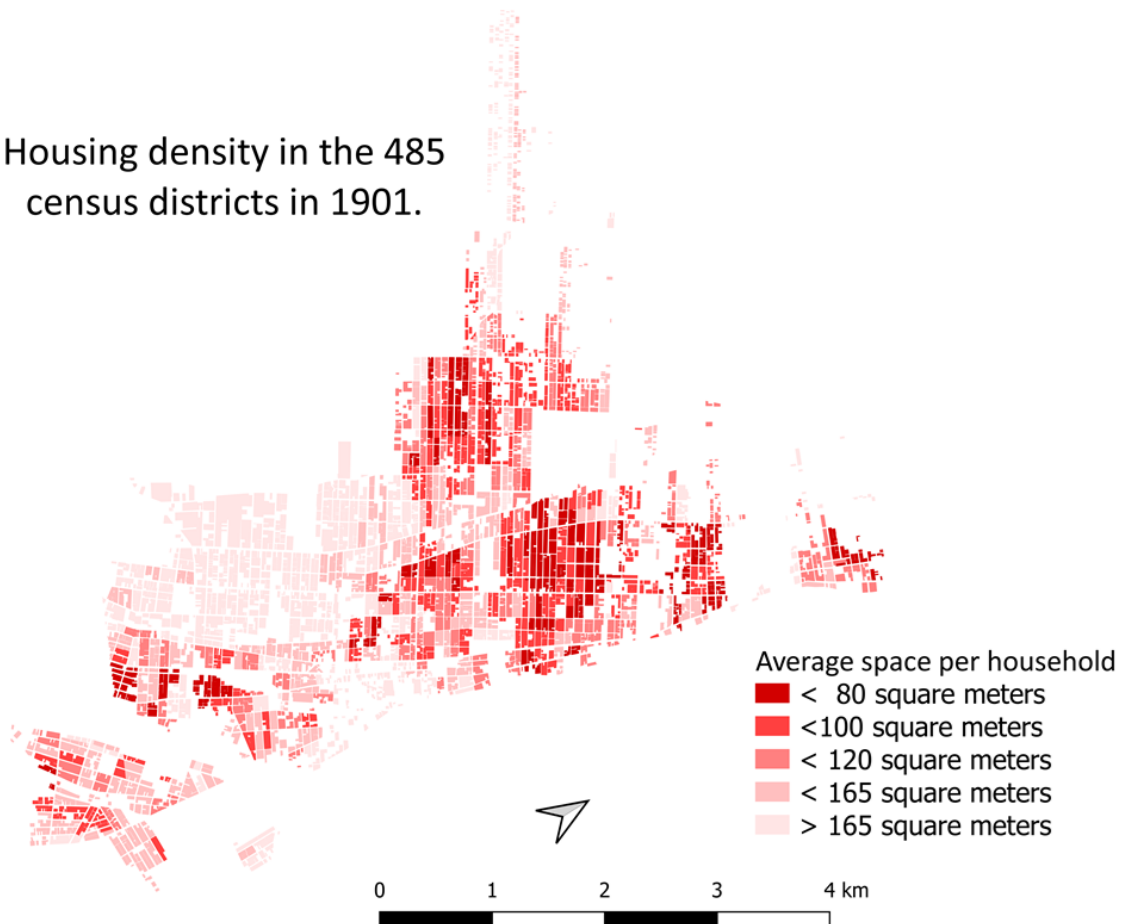 Housing density in the 485
census districts in 1901.
Average space per household
< 80 square meters
<100 square meters
< 120 square meters
< 165 square meters
> 165 square meters
0 1 2 3 4 km